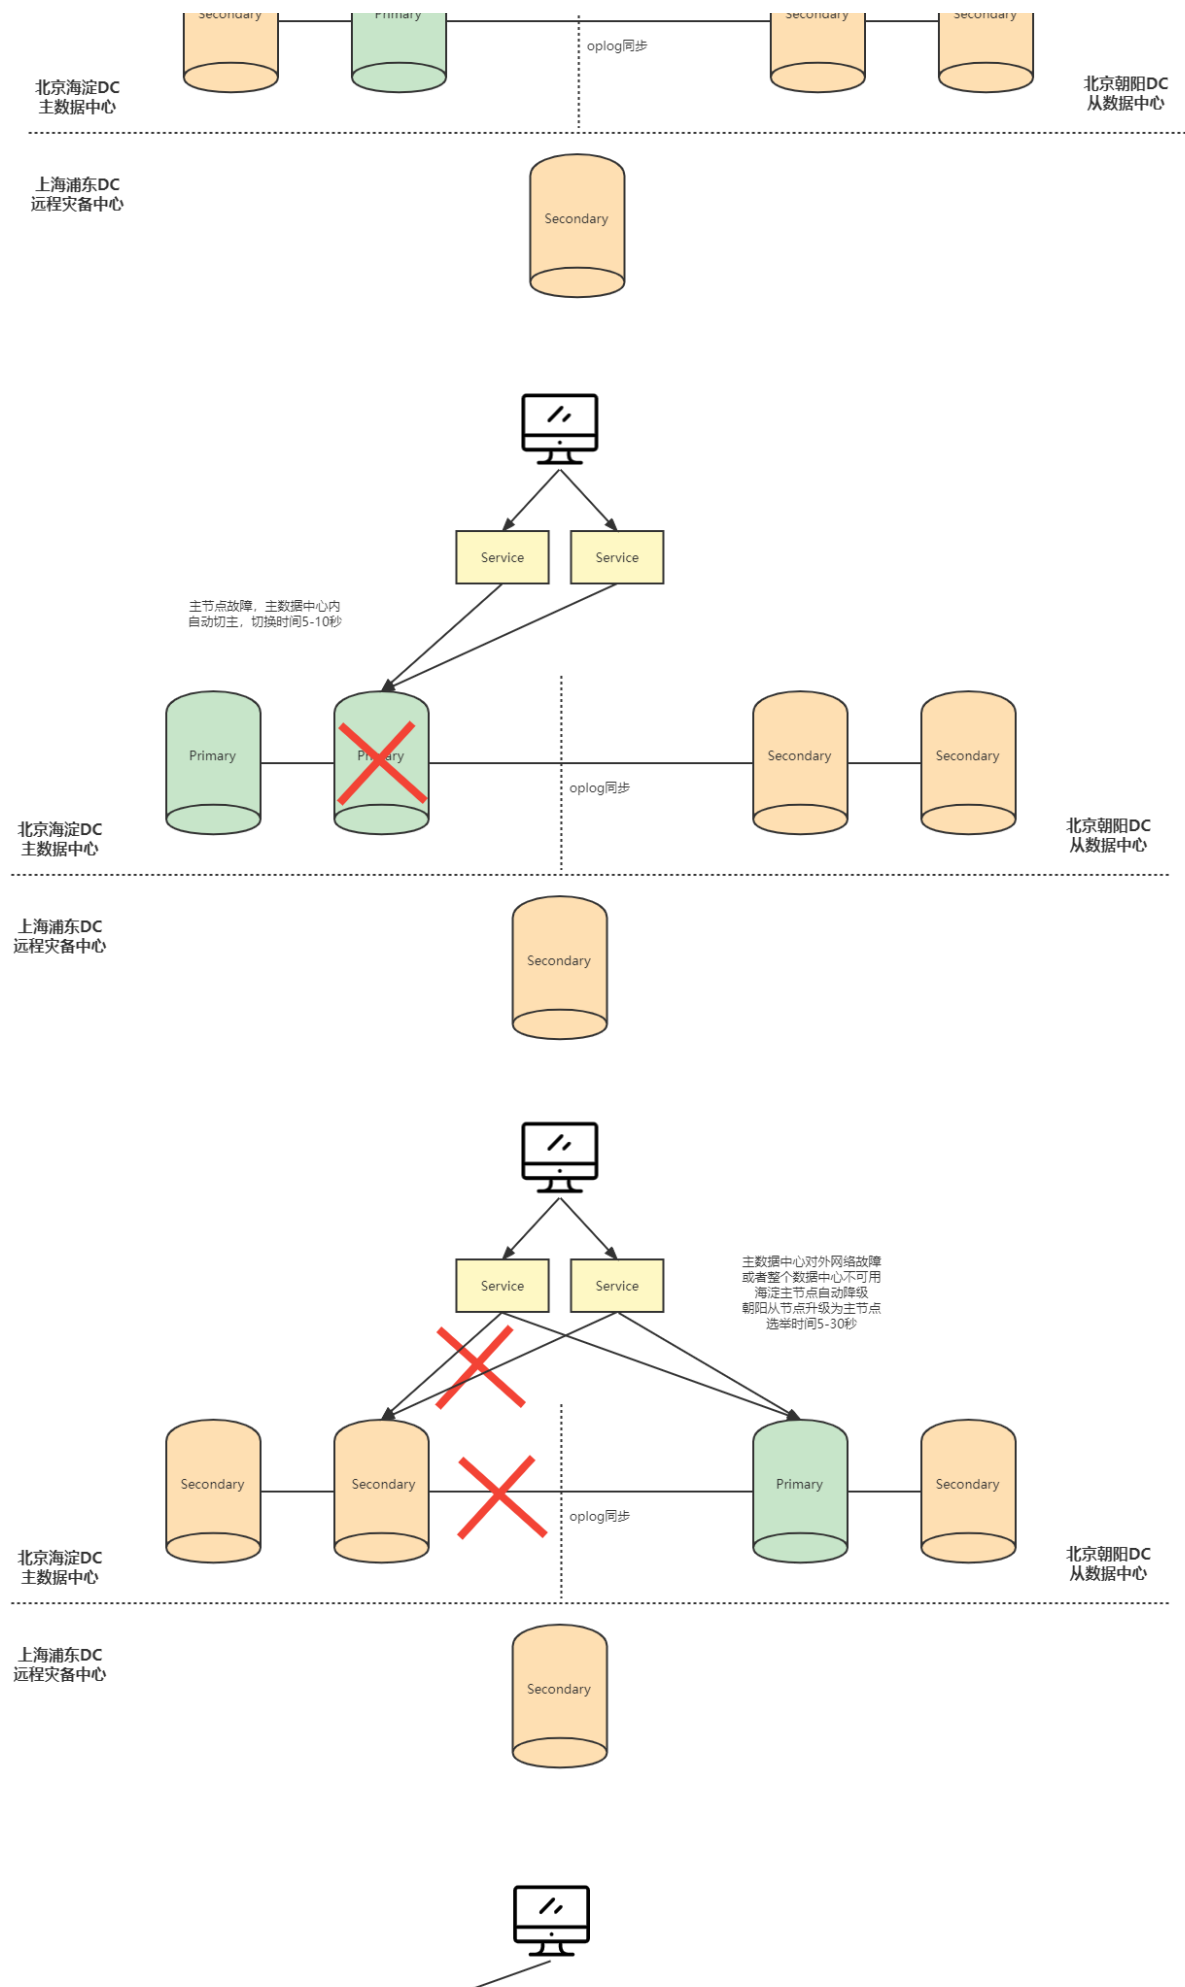 Secondary
Primary
Secondary
Secondary
oplog同步
北京海淀DC
主数据中心
北京朝阳DC
从数据中心
上海浦东DC
远程灾备中心
Secondary
Service
Service
主节点故障，主数据中心内
自动切主，切换时间5-10秒
Primary
Primary
Secondary
Secondary
oplog同步
北京海淀DC
主数据中心
北京朝阳DC
从数据中心
上海浦东DC
远程灾备中心
Secondary
Service
Service
主数据中心对外网络故障
或者整个数据中心不可用
海淀主节点自动降级
朝阳从节点升级为主节点
选举时间5-30秒
Secondary
Secondary
Primary
Secondary
oplog同步
北京海淀DC
主数据中心
北京朝阳DC
从数据中心
上海浦东DC
远程灾备中心
Secondary